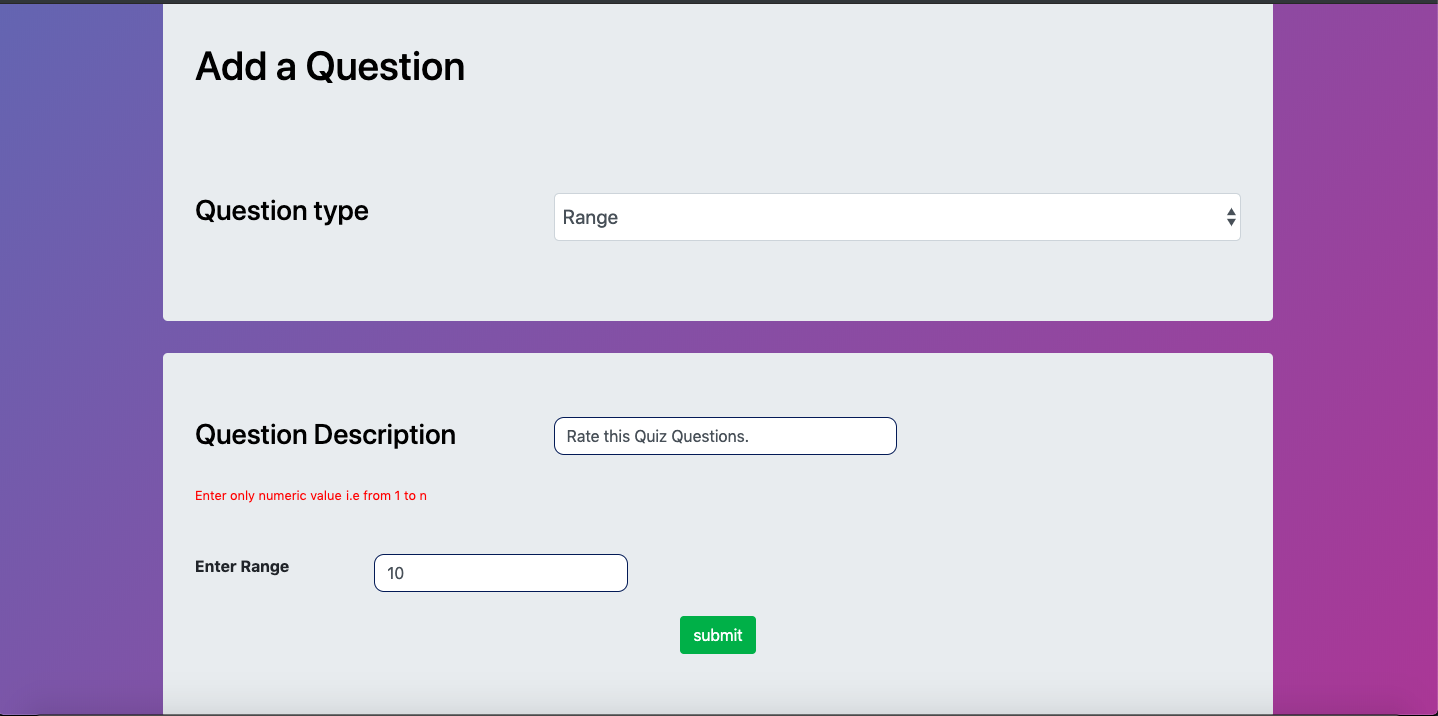 Add a Question
Question type
Range
Question Description
Rate this Quiz Questions.
Enter only numeric value i.e from 1 to n
Enter Range
10
submit